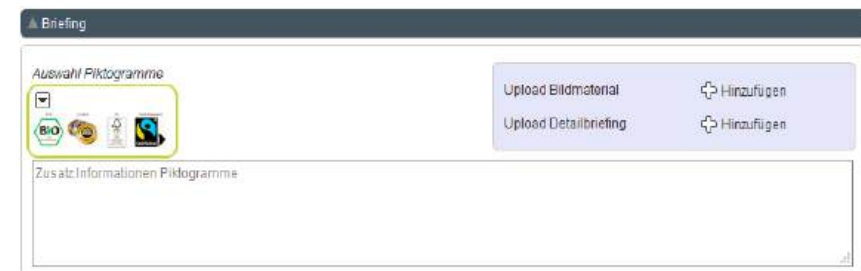 Briefing
Auswahl Piktogramme
BIO
Upload Bildmaterial Hinzufügen
Upload Detailbriefing Hinzufügen
Zusatz Informationen Piktogramme